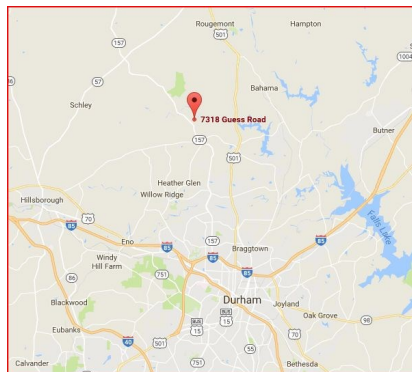 Rougemont
Hampton
501
157
57
1004
Schley
Bahama
7318 Guess Road
Butner
157
501
Heather Glen
Willow Ridge
Hillsborough
70
85
Eno
157
85
Falls Lake
Windy
Hill Farm
85
Braggtown
85
86
751
85
Blackwood
Durham
Joyland
Eubanks
15
15
Oak Grove
98
70
40
501
Calvander
751
55
Bethesda